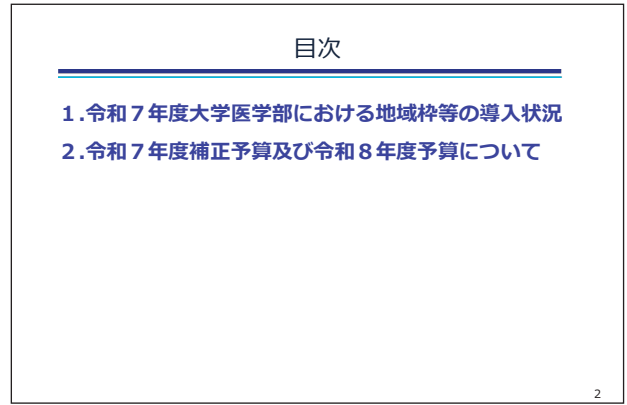 目次
１.令和７年度大学医学部における地域枠等の導入状況
２.令和７年度補正予算及び令和８年度予算について
2